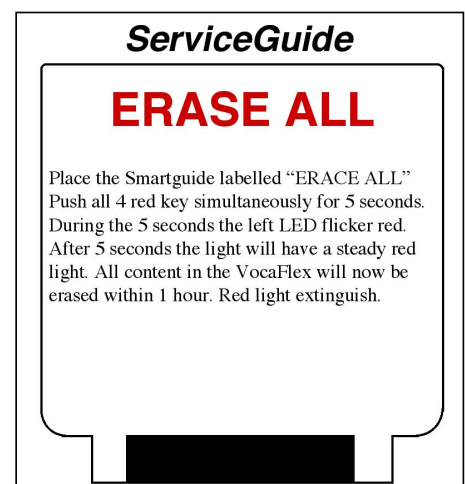 ServiceGuide
ERASE ALL
Place the Smartguide labelled “ERACE ALL”
Push all 4 red key simultaneously for 5 seconds.
During the 5 seconds the left LED flicker red.
After 5 seconds the light will have a steady red
light. All content in the VocaFlex will now be
erased within 1 hour. Red light extinguish.